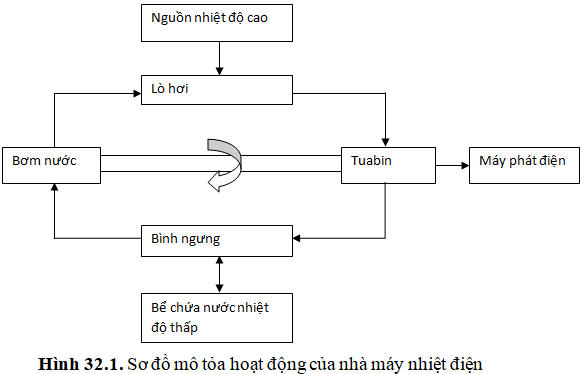 Nguồn nhiệt độ cao
Lò hơi
Bơm nước
Tuabin
Máy phát điện
Bình ngưng
Bể chứa nước nhiệt
độ thấp
Hình 32.1. Sơ đồ mô tỏa hoạt động của nhà máy nhiệt điện